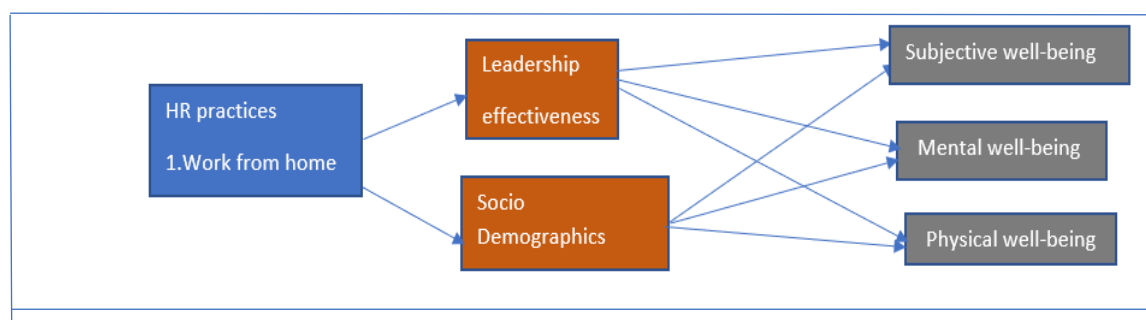 HR practices
1.Work from home
Leadership
effectiveness
Socio
Demographics
Subjective well-being
Mental well-being
Physical well-being